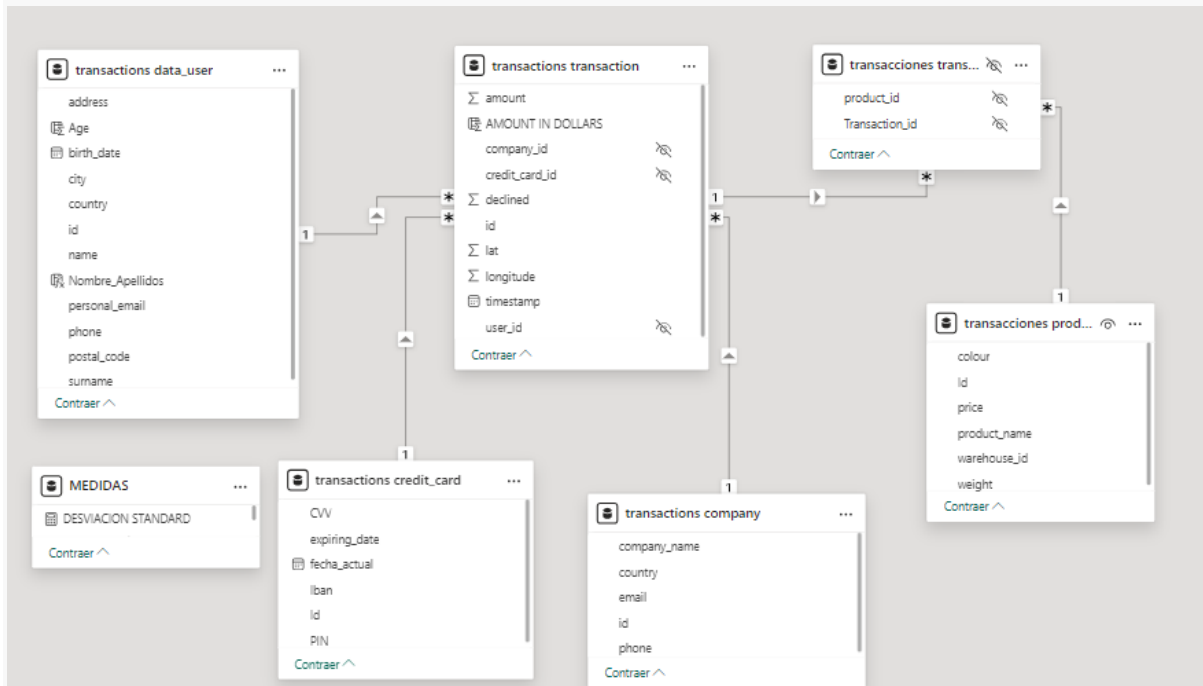 transactions data_user ...
address
Age
birth_date
city
country
id
name
Nombre_Apellidos
personal_email
phone
postal_code
surname
Contraer
transactions transaction ...
Σ amount
AMOUNT IN DOLLARS
company_id
credit_card_id
Σ declined
id
Σ lat
Σ longitude
timestamp
user_id
Contraer
transacciones trans... ...
product_id
Transaction_id
Contraer
*
*
1
*
*
1
*
1
1
1
transacciones prod... ...
colour
Id
price
product_name
warehouse_id
weight
Contraer
MEDIDAS ...
DESVIACION STANDARD
Contraer
transactions credit_card ...
CVV
expiring_date
fecha_actual
Iban
Id
PIN
Contraer
transactions company ...
company_name
country
email
id
phone
Contraer